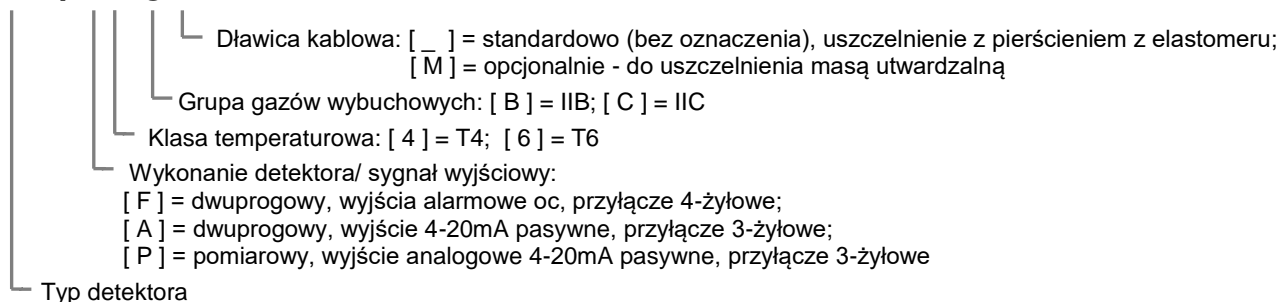 Dławica kablowa: [ _ ] = standardowo (bez oznaczenia), uszczelnienie z pierścieniem z elastomeru;
[ M ] = opcjonalnie - do uszczelnienia masą utwardzalną
Grupa gazów wybuchowych: [ B ] = IIB; [ C ] = IIC
Klasa temperaturowa: [ 4 ] = T4; [ 6 ] = T6
Wykonanie detektora/ sygnał wyjściowy:
[ F ] = dwuprogowy, wyjścia alarmowe oc, przyłącze 4-żyłowe;
[ A ] = dwuprogowy, wyjście 4-20mA pasywne, przyłącze 3-żyłowe;
[ P ] = pomiarowy, wyjście analogowe 4-20mA pasywne, przyłącze 3-żyłowe
Typ detektora